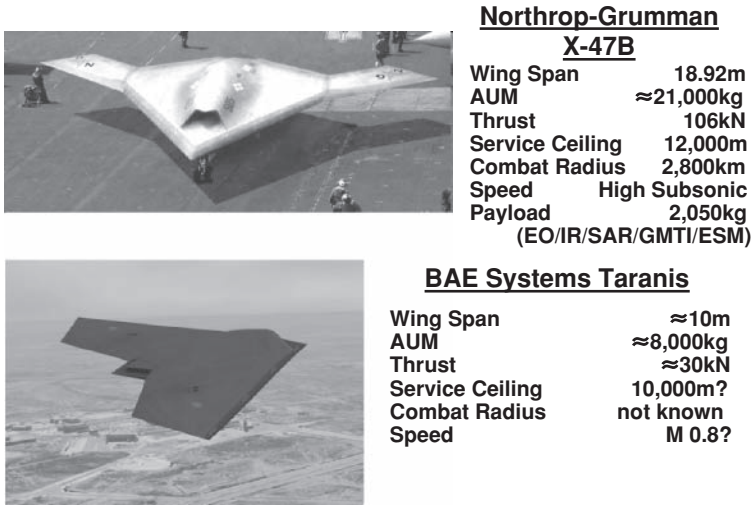 Northrop-Grumman
X-47B
Wing Span 18.92m
AUM ≈21,000kg
Thrust 106kN
Service Ceiling 12,000m
Combat Radius 2,800km
Speed High Subsonic
Payload 2,050kg
(EO/IR/SAR/GMTI/ESM)
BAE Systems Taranis
Wing Span ≈10m
AUM ≈8,000kg
Thrust ≈30kN
Service Ceiling 10,000m?
Combat Radius not known
Speed M 0.8?